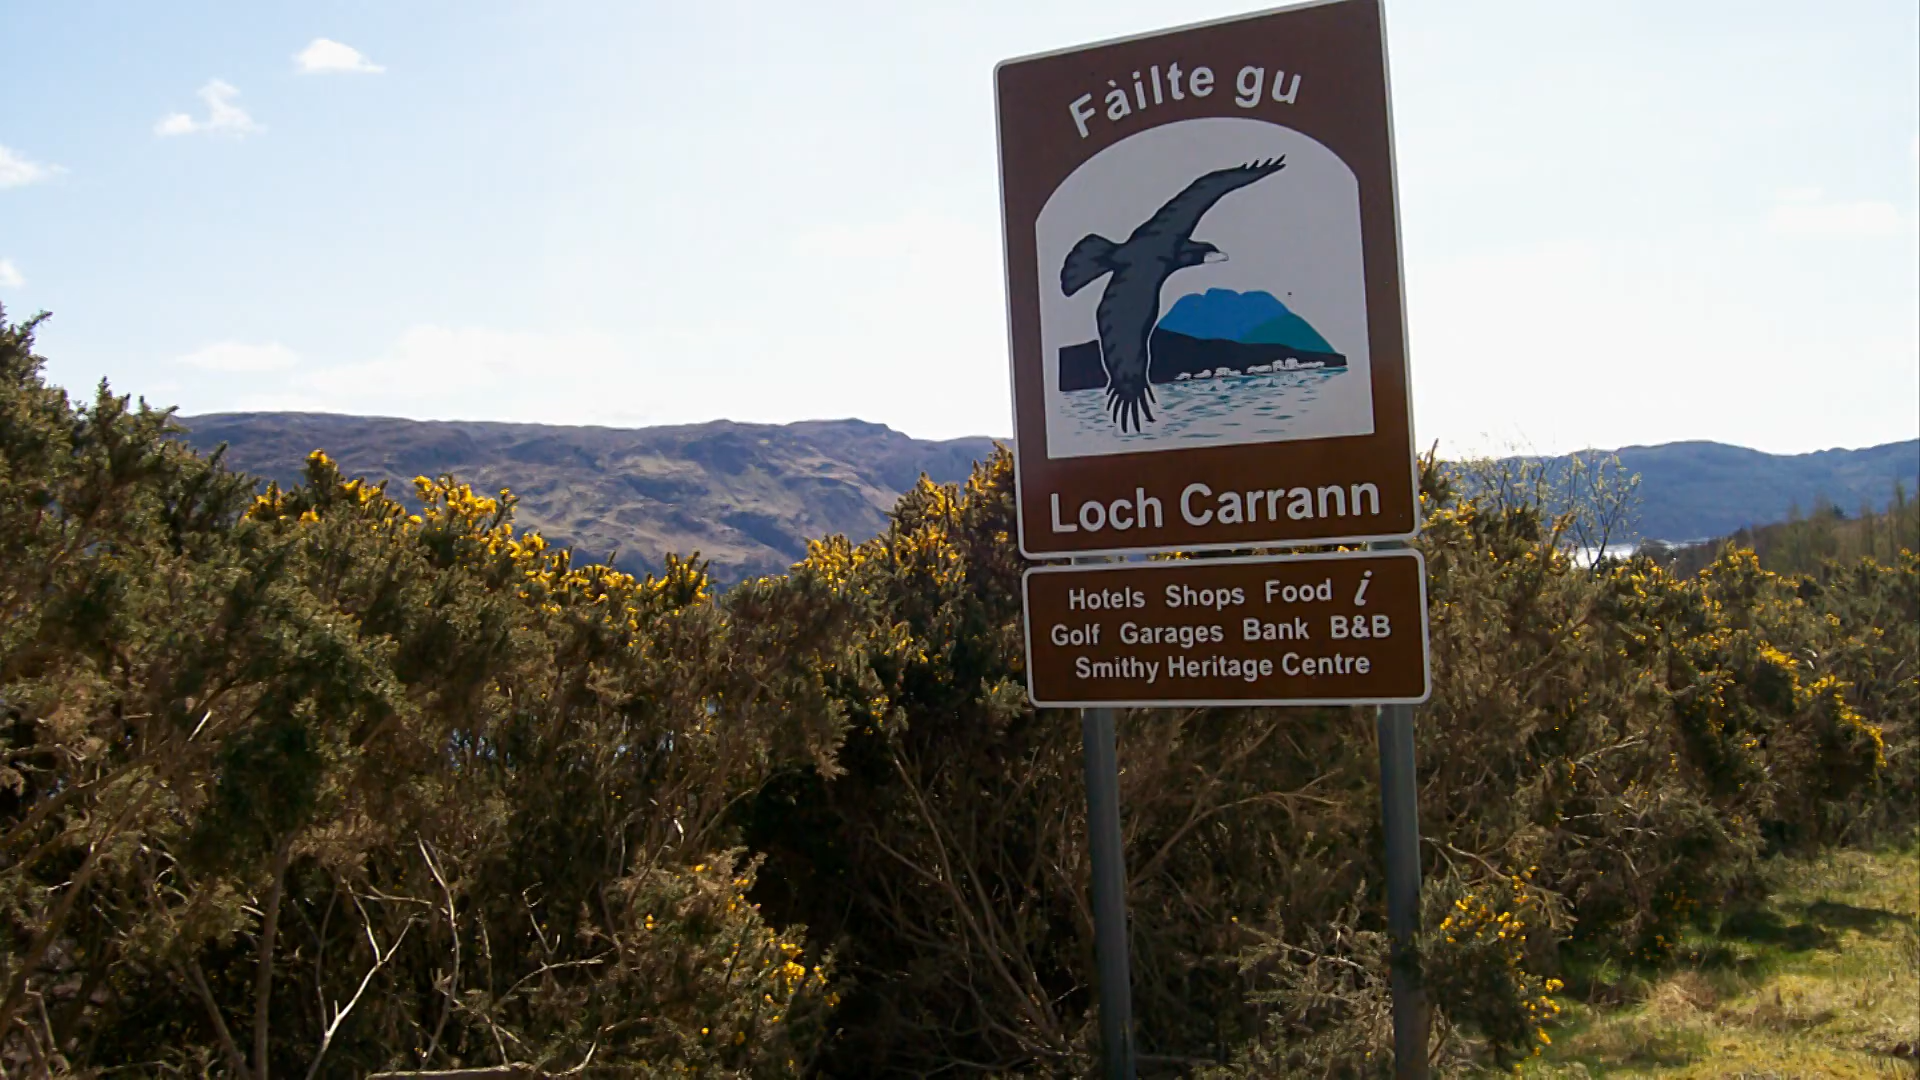 Fàilte gu
Loch Carrann
Hotels Shops Food i
Golf Garages Bank B&B
Smithy Heritage Centre